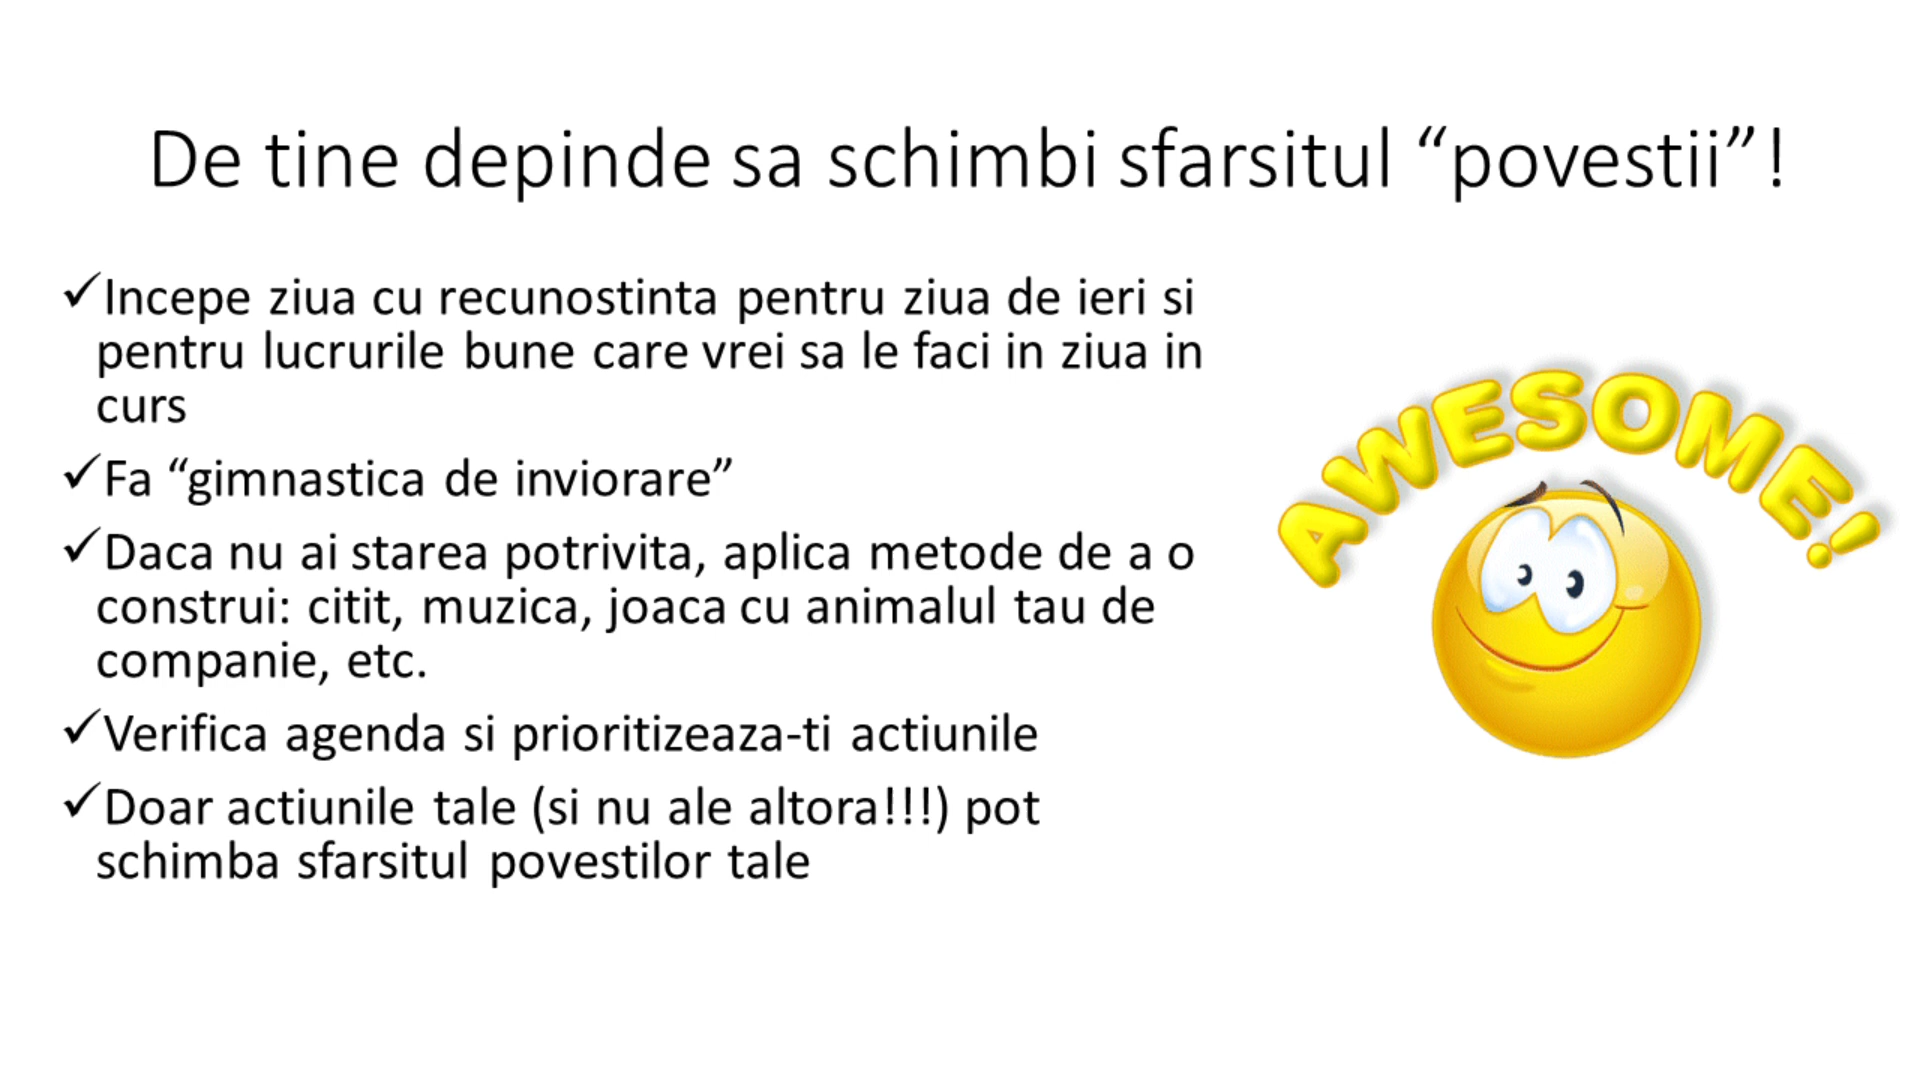 De tine depinde sa schimbi sfarsitul “povestii”!
✓Incepe ziua cu recunostinta pentru ziua de ieri si
pentru lucrurile bune care vrei sa le faci in ziua in
curs
✓Fa “gimnastica de inviorare”
✓Daca nu ai starea potrivita, aplica metode de a o
construi: citit, muzica, joaca cu animalul tau de
companie, etc.
✓Verifica agenda si prioritizeaza-ti actiunile
✓Doar actiunile tale (si nu ale altora!!!) pot
schimba sfarsitul povestilor tale
AWESOME!